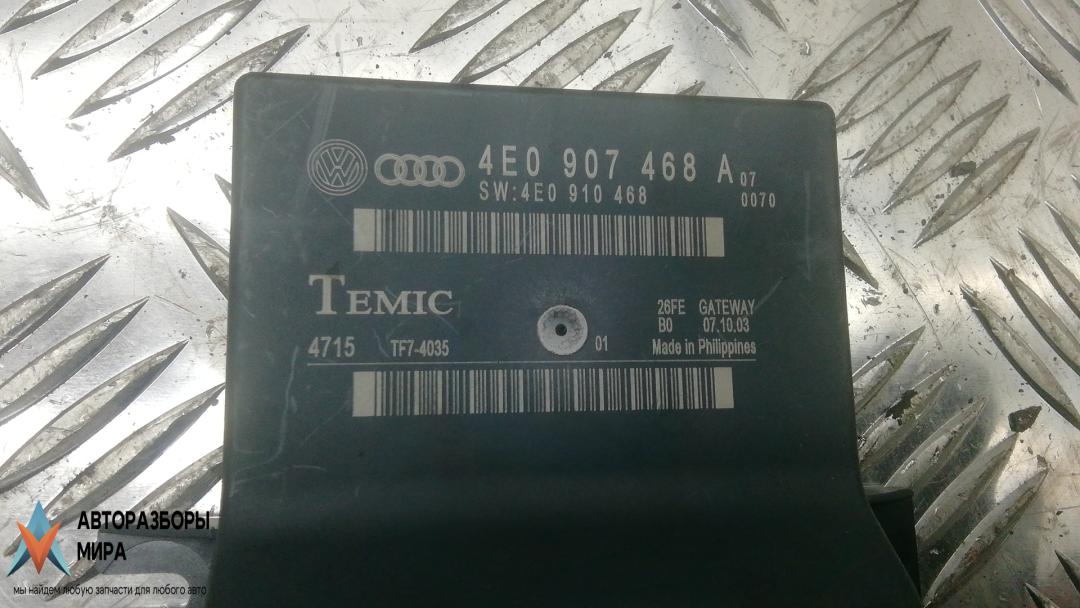 4E0 907 468 A 07
SW:4E0 910 468 0070
TEMIC
26FE GATEWAY
B0 07.10.03
4715 TF7-4035 01 Made in Philippines
АВТОРАЗБОРЫ
МИРА
мы найдем любую запчасти для любого авто